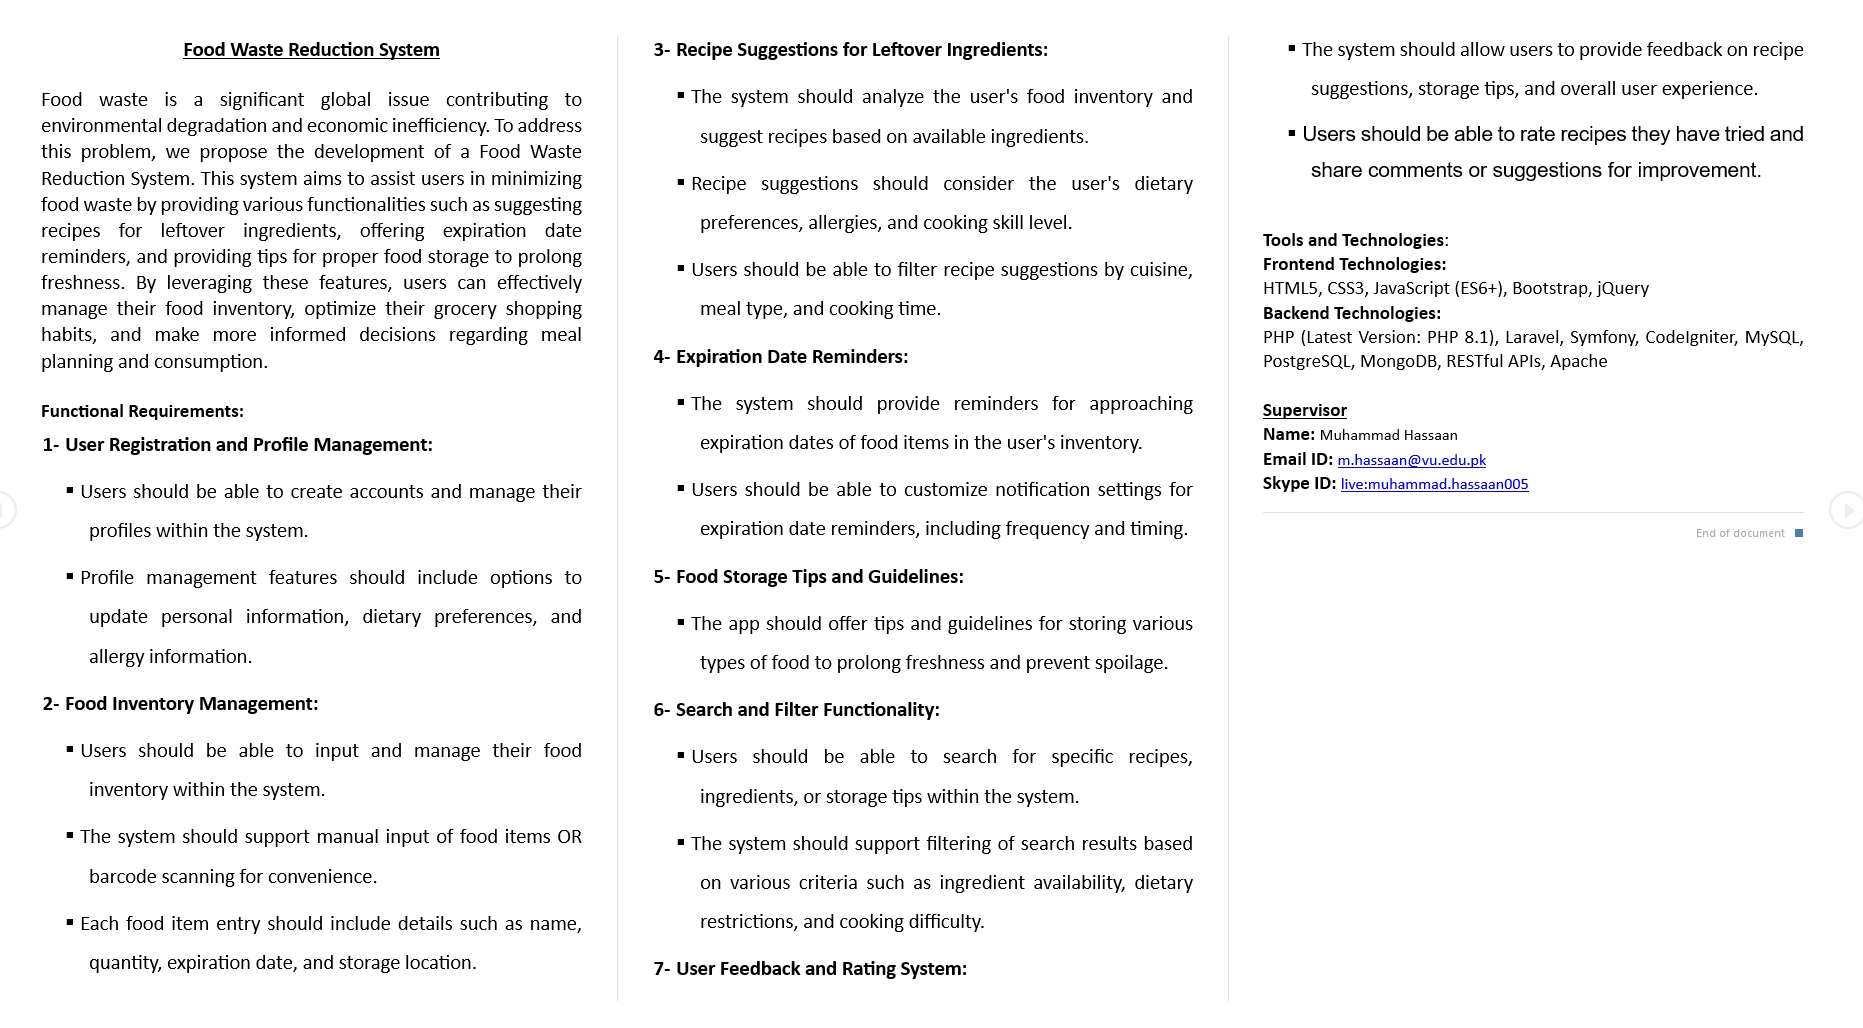 Food Waste Reduction System
Food waste is a significant global issue contributing to
environmental degradation and economic inefficiency. To address
this problem, we propose the development of a Food Waste
Reduction System. This system aims to assist users in minimizing
food waste by providing various functionalities such as suggesting
recipes for leftover ingredients, offering expiration date
reminders, and providing tips for proper food storage to prolong
freshness. By leveraging these features, users can effectively
manage their food inventory, optimize their grocery shopping
habits, and make more informed decisions regarding meal
planning and consumption.
Functional Requirements:
1- User Registration and Profile Management:
▪ Users should be able to create accounts and manage their
profiles within the system.
▪ Profile management features should include options to
update personal information, dietary preferences, and
allergy information.
2- Food Inventory Management:
▪ Users should be able to input and manage their food
inventory within the system.
▪ The system should support manual input of food items OR
barcode scanning for convenience.
▪ Each food item entry should include details such as name,
quantity, expiration date, and storage location.
3- Recipe Suggestions for Leftover Ingredients:
▪ The system should analyze the user's food inventory and
suggest recipes based on available ingredients.
▪ Recipe suggestions should consider the user's dietary
preferences, allergies, and cooking skill level.
▪ Users should be able to filter recipe suggestions by cuisine,
meal type, and cooking time.
4- Expiration Date Reminders:
▪ The system should provide reminders for approaching
expiration dates of food items in the user's inventory.
▪ Users should be able to customize notification settings for
expiration date reminders, including frequency and timing.
5- Food Storage Tips and Guidelines:
▪ The app should offer tips and guidelines for storing various
types of food to prolong freshness and prevent spoilage.
6- Search and Filter Functionality:
▪ Users should be able to search for specific recipes,
ingredients, or storage tips within the system.
▪ The system should support filtering of search results based
on various criteria such as ingredient availability, dietary
restrictions, and cooking difficulty.
7- User Feedback and Rating System:
▪ The system should allow users to provide feedback on recipe
suggestions, storage tips, and overall user experience.
▪ Users should be able to rate recipes they have tried and
share comments or suggestions for improvement.
Tools and Technologies:
Frontend Technologies:
HTML5, CSS3, JavaScript (ES6+), Bootstrap, jQuery
Backend Technologies:
PHP (Latest Version: PHP 8.1), Laravel, Symfony, CodeIgniter, MySQL,
PostgreSQL, MongoDB, RESTful APIs, Apache
Supervisor
Name: Muhammad Hassaan
Email ID: m.hassaan@vu.edu.pk
Skype ID: live:muhammad.hassaan005
End of document